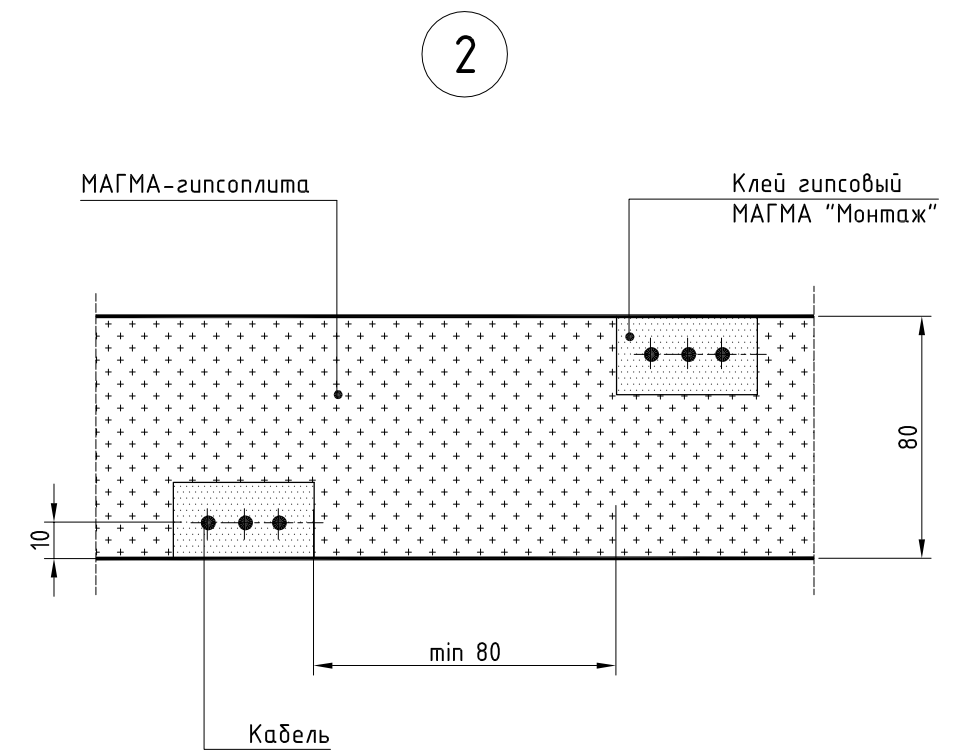 2
МАГМА-гипсоплита
Клей гипсовый
МАГМА "Монтаж"
80
10
min 80
Кабель